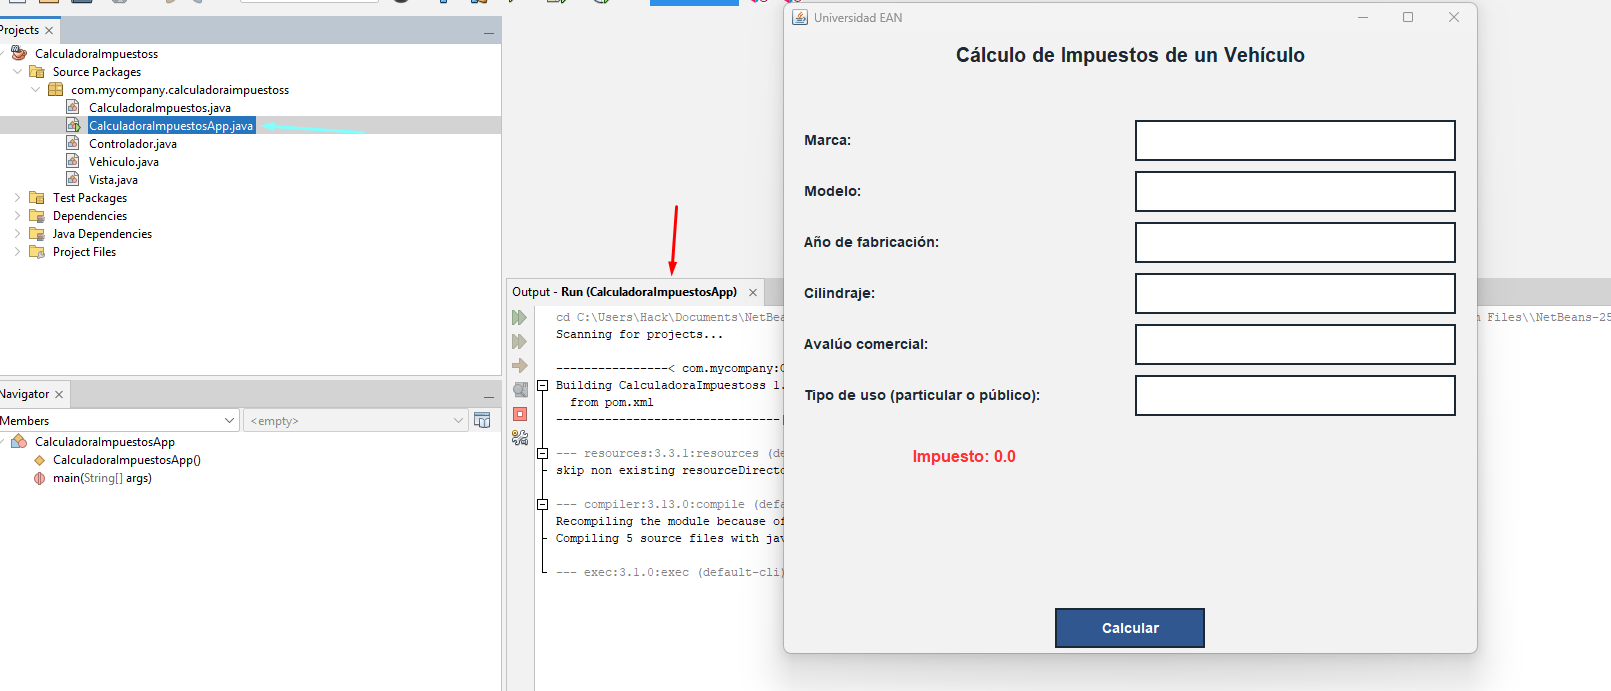 Projects
CalculadoraImpuestoss
Source Packages
com.mycompany.calculadoraimpuestoss
CalculadoraImpuestos.java
CalculadoraImpuestosApp.java
Controlador.java
Vehiculo.java
Vista.java
Test Packages
Dependencies
Java Dependencies
Project Files
Navigator
Members
<empty>
CalculadoraImpuestosApp
CalculadoraImpuestosApp()
main(String[] args)
Output - Run (CalculadoraImpuestosApp)
cd C:\Users\Hack\Documents\NetBea
n Files\\NetBeans-25
Scanning for projects...
----------------< com.mycompany:C
Building CalculadoraImpuestoss 1.
from pom.xml
--------------------------------
--- resources:3.3.1:resources (de
skip non existing resourceDirecto
--- compiler:3.13.0:compile (defa
Recompiling the module because of
Compiling 5 source files with jav
--- exec:3.1.0:exec (default-cli)
Universidad EAN
Cálculo de Impuestos de un Vehículo
Marca:
Modelo:
Año de fabricación:
Cilindraje:
Avalúo comercial:
Tipo de uso (particular o público):
Impuesto: 0.0
Calcular